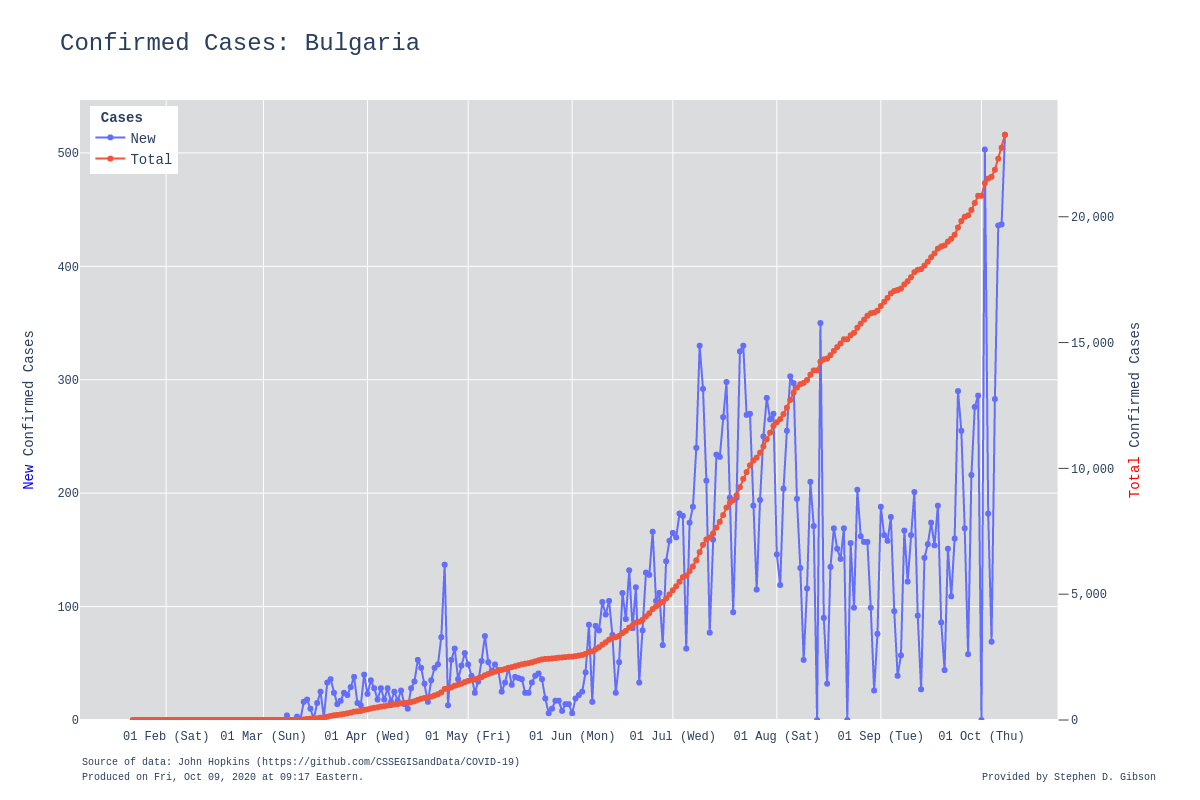 Confirmed Cases: Bulgaria
Cases
New
Total
500
400
300
200
100
0
20,000
15,000
10,000
5,000
0
New Confirmed Cases
Total Confirmed Cases
01 Feb (Sat) 01 Mar (Sun) 01 Apr (Wed) 01 May (Fri) 01 Jun (Mon) 01 Jul (Wed) 01 Aug (Sat) 01 Sep (Tue) 01 Oct (Thu)
Source of data: John Hopkins (https://github.com/CSSEGISandData/COVID-19)
Produced on Fri, Oct 09, 2020 at 09:17 Eastern.
Provided by Stephen D. Gibson